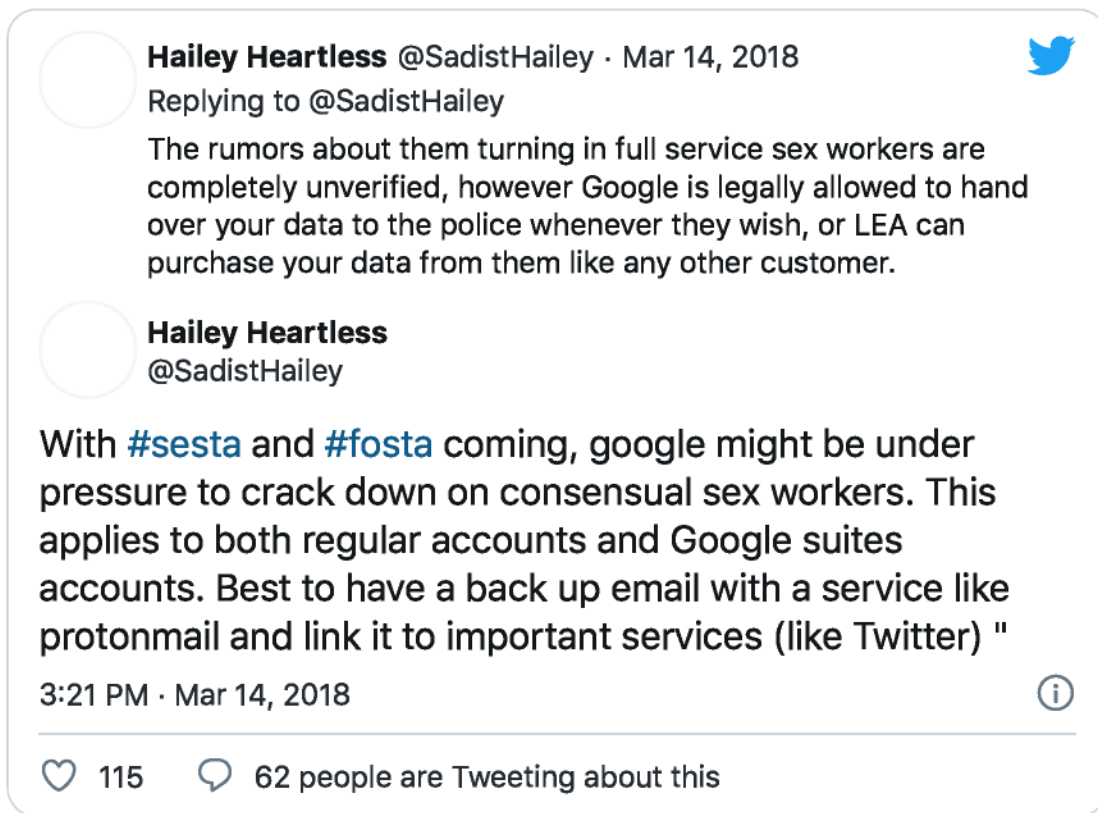 Hailey Heartless @SadistHailey · Mar 14, 2018
Replying to @SadistHailey
The rumors about them turning in full service sex workers are
completely unverified, however Google is legally allowed to hand
over your data to the police whenever they wish, or LEA can
purchase your data from them like any other customer.
Hailey Heartless
@SadistHailey
With #sesta and #fosta coming, google might be under
pressure to crack down on consensual sex workers. This
applies to both regular accounts and Google suites
accounts. Best to have a back up email with a service like
protonmail and link it to important services (like Twitter) "
3:21 PM · Mar 14, 2018
115 62 people are Tweeting about this